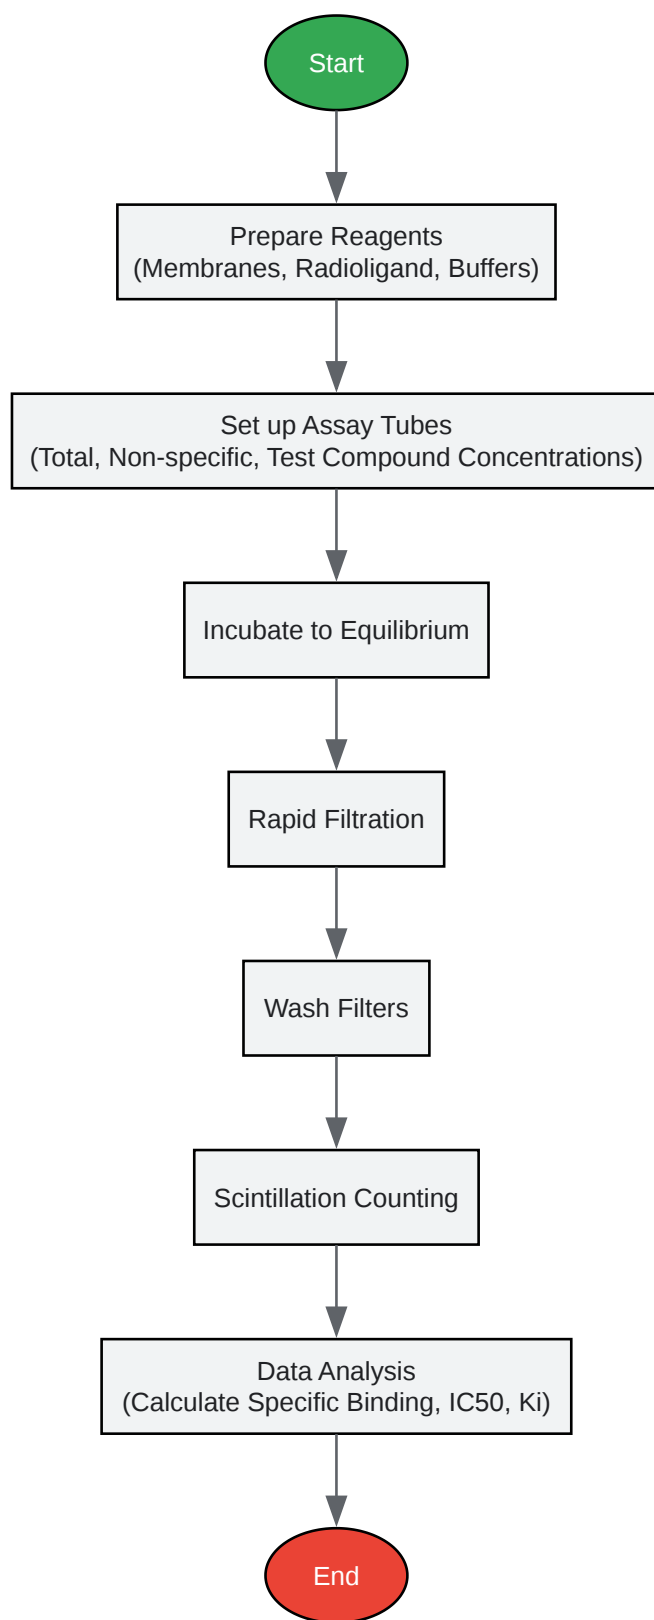 Start
Prepare Reagents
(Membranes, Radioligand, Buffers)
Set up Assay Tubes
(Total, Non-specific, Test Compound Concentrations)
Incubate to Equilibrium
Rapid Filtration
Wash Filters
Scintillation Counting
Data Analysis
(Calculate Specific Binding, IC50, Ki)
End